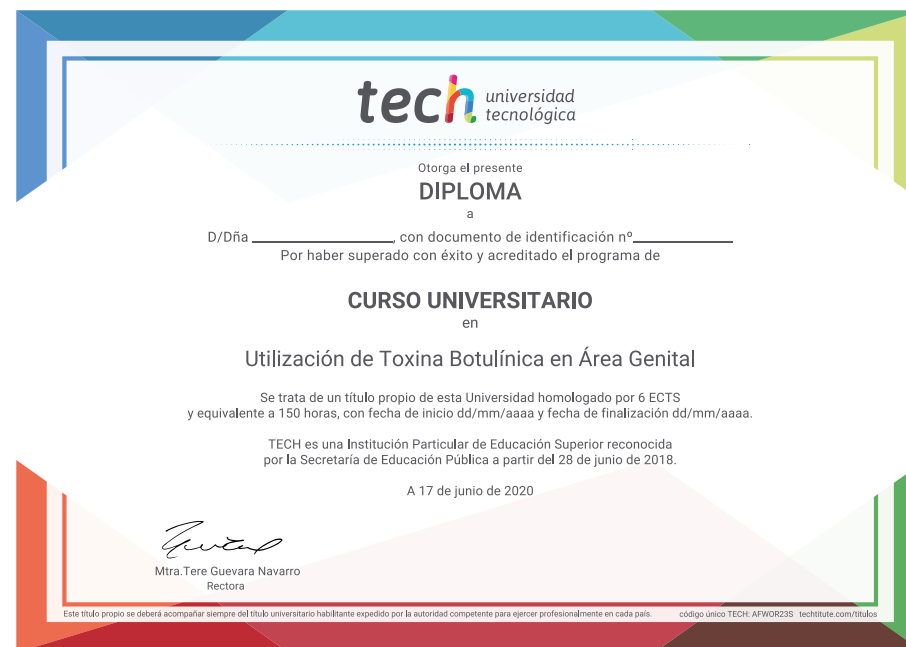 tech universidad
tecnológica
Otorga el presente
DIPLOMA
a
D/Dña ____________________, con documento de identificación nº______________
Por haber superado con éxito y acreditado el programa de
CURSO UNIVERSITARIO
en
Utilización de Toxina Botulínica en Área Genital
Se trata de un título propio de esta Universidad homologado por 6 ECTS
y equivalente a 150 horas, con fecha de inicio dd/mm/aaaa y fecha de finalización dd/mm/aaaa.
TECH es una Institución Particular de Educación Superior reconocida
por la Secretaría de Educación Pública a partir del 28 de junio de 2018.
A 17 de junio de 2020
Mtra.Tere Guevara Navarro
Rectora
Este título propio se deberá acompañar siempre del título universitario habilitante expedido por la autoridad competente para ejercer profesionalmente en cada país. código único TECH: AFWOR23S techtitute.com/titulos